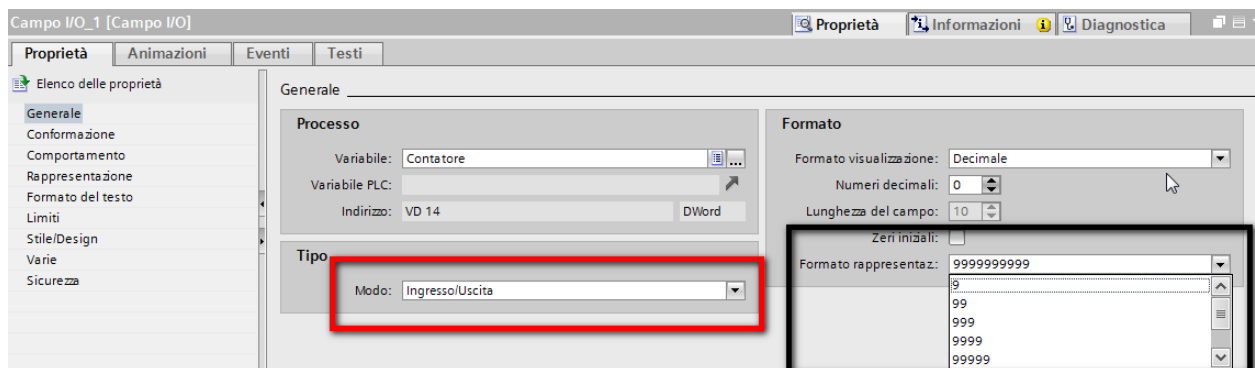 Campo I/O_1 [Campo I/O]
Proprietà Informazioni Diagnostica
Proprietà Animazioni Eventi Testi
Elenco delle proprietà
Generale
Conformazione
Comportamento
Rappresentazione
Formato del testo
Limiti
Stile/Design
Varie
Sicurezza
Generale
Processo
Variabile: Contatore
Variabile PLC:
Indirizzo: VD 14 DWord
Tipo
Modo: Ingresso/Uscita
Formato
Formato visualizzazione: Decimale
Numeri decimali: 0
Lunghezza del campo: 10
Zeri iniziali:
Formato rappresentaz.: 9999999999
9
99
999
9999
99999